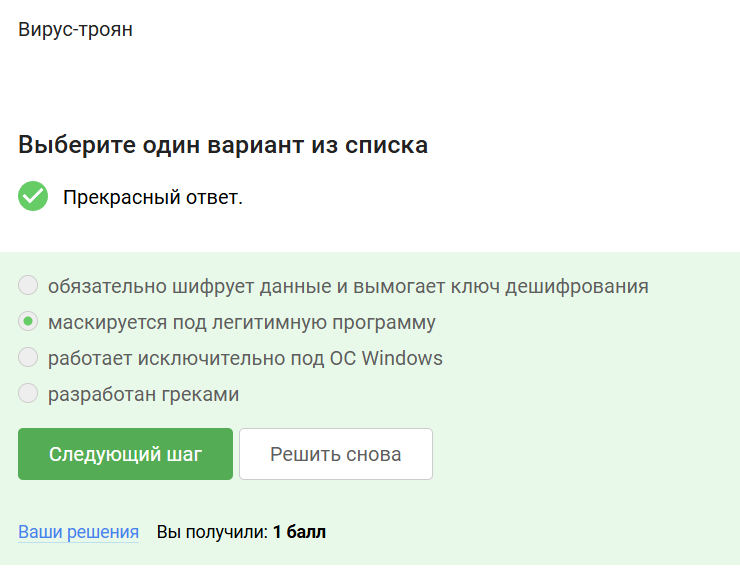 Вирус-троян
Выберите один вариант из списка
Прекрасный ответ.
обязательно шифрует данные и вымогает ключ дешифрования
маскируется под легитимную программу
работает исключительно под ОС Windows
разработан греками
Следующий шаг
Решить снова
Ваши решения Вы получили: 1 балл